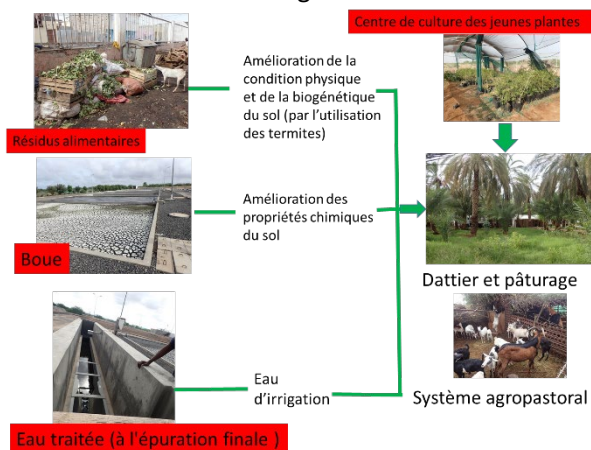 Centre de culture des jeunes plantes
Amélioration de la
condition physique
et de la biogénétique
du sol (par l'utilisation
des termites)
Résidus alimentaires
Amélioration des
propriétés chimiques
du sol
Boue
Dattier et pâturage
Eau
d'irrigation
Système agropastoral
Eau traitée (à l'épuration finale )